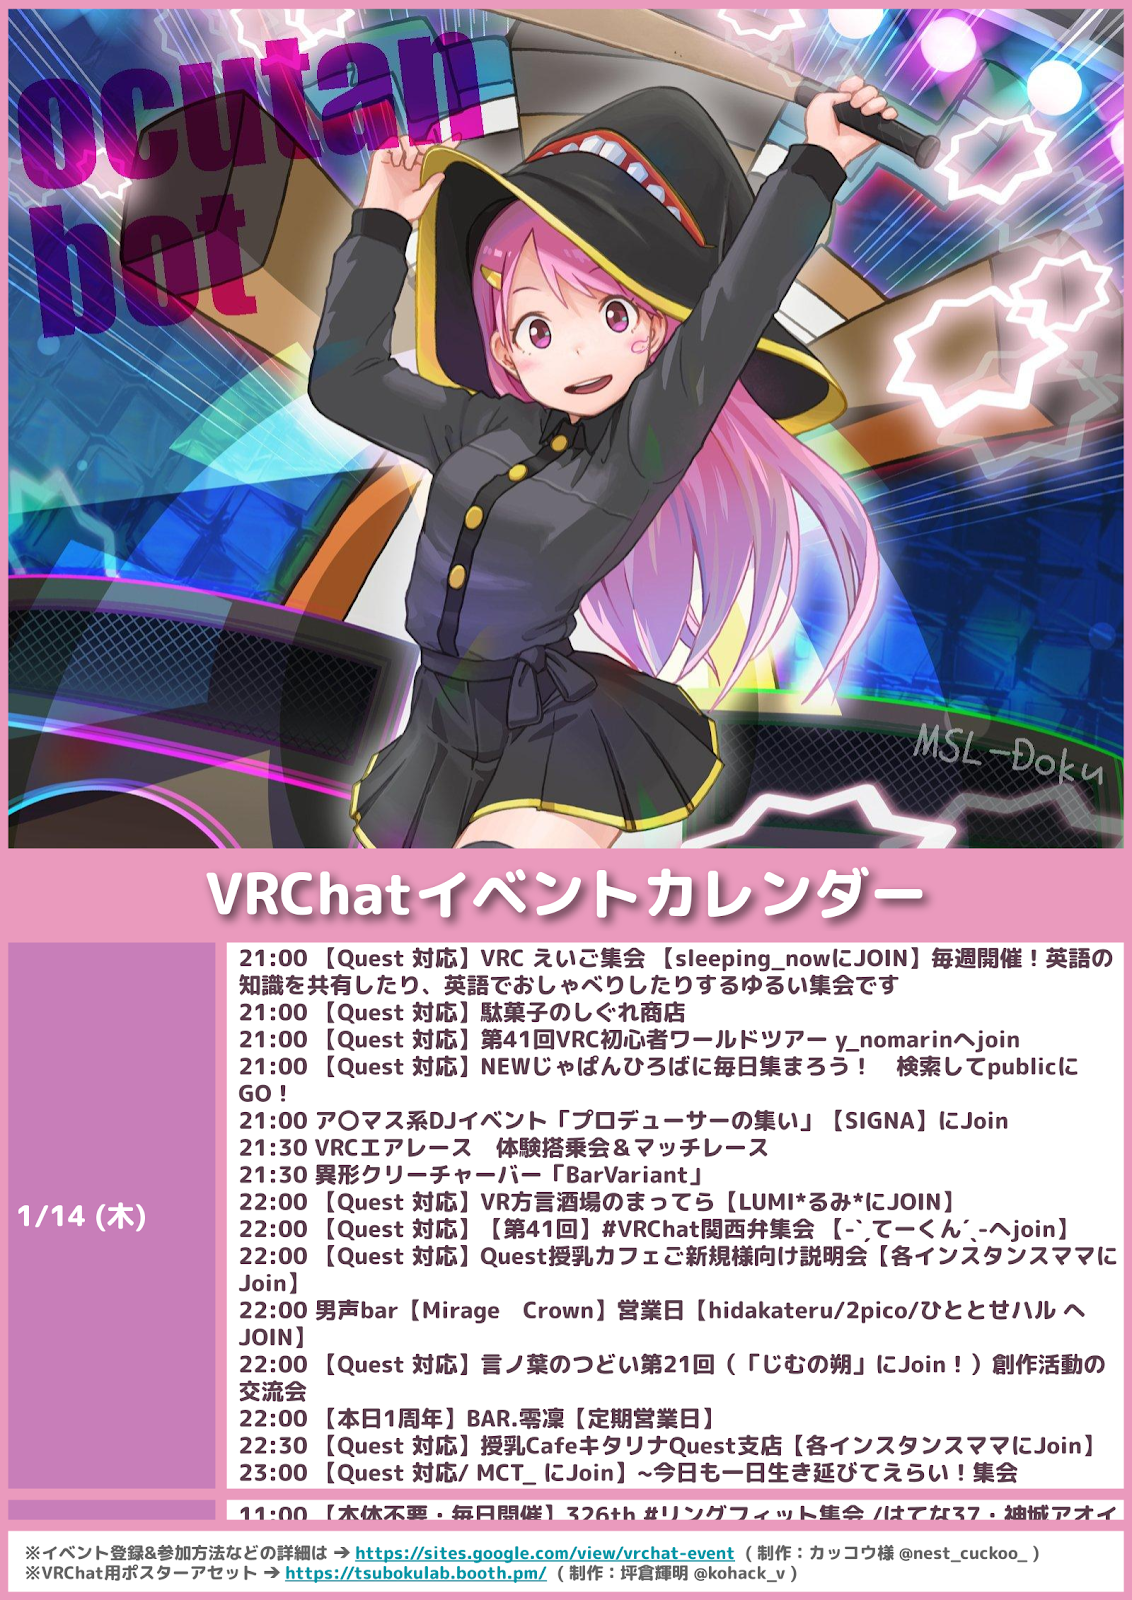 ocutan
bot
MSL-Doku
VRChatイベントカレンダー
1/14 (木)
21:00 【Quest 対応】VRC えいご集会 【sleeping_nowにJOIN】毎週開催！英語の
知識を共有したり、英語でおしゃべりしたりするゆるい集会です
21:00 【Quest 対応】駄菓子のしぐれ商店
21:00 【Quest 対応】第41回VRC初心者ワールドツアー y_nomarinへjoin
21:00 【Quest 対応】NEWじゃぱんひろばに毎日集まろう！　検索してpublicに
GO！
21:00 ア〇マス系DJイベント「プロデューサーの集い」【SIGNA】にJoin
21:30 VRCエアレース　体験搭乗会＆マッチレース
21:30 異形クリーチャーバー「BarVariant」
22:00 【Quest 対応】VR方言酒場のまってら【LUMI*るみ*にJOIN】
22:00 【Quest 対応】【第41回】#VRChat関西弁集会 【-ˋˏてーくんˊˎ-へjoin】
22:00 【Quest 対応】Quest授乳カフェご新規様向け説明会【各インスタンスママに
Join】
22:00 男声bar【Mirage　Crown】営業日【hidakateru/2pico/ひととせハル へ
JOIN】
22:00 【Quest 対応】言ノ葉のつどい第21回（「じむの朔」にJoin！）創作活動の
交流会
22:00 【本日1周年】BAR.零凜【定期営業日】
22:30 【Quest 対応】授乳CafeキタリナQuest支店【各インスタンスママにJoin】
23:00 【Quest 対応/ MCT_ にJoin】~今日も一日生き延びてえらい！集会
11:00 【本体不要・毎日開催】326th #リングフィット集会 /はてな37・神城アオイ
※イベント登録&参加方法などの詳細は → https://sites.google.com/view/vrchat-event ( 制作：カッコウ様 @nest_cuckoo_ )
※VRChat用ポスターアセット → https://tsubokulab.booth.pm/ ( 制作：坪倉輝明 @kohack_v )